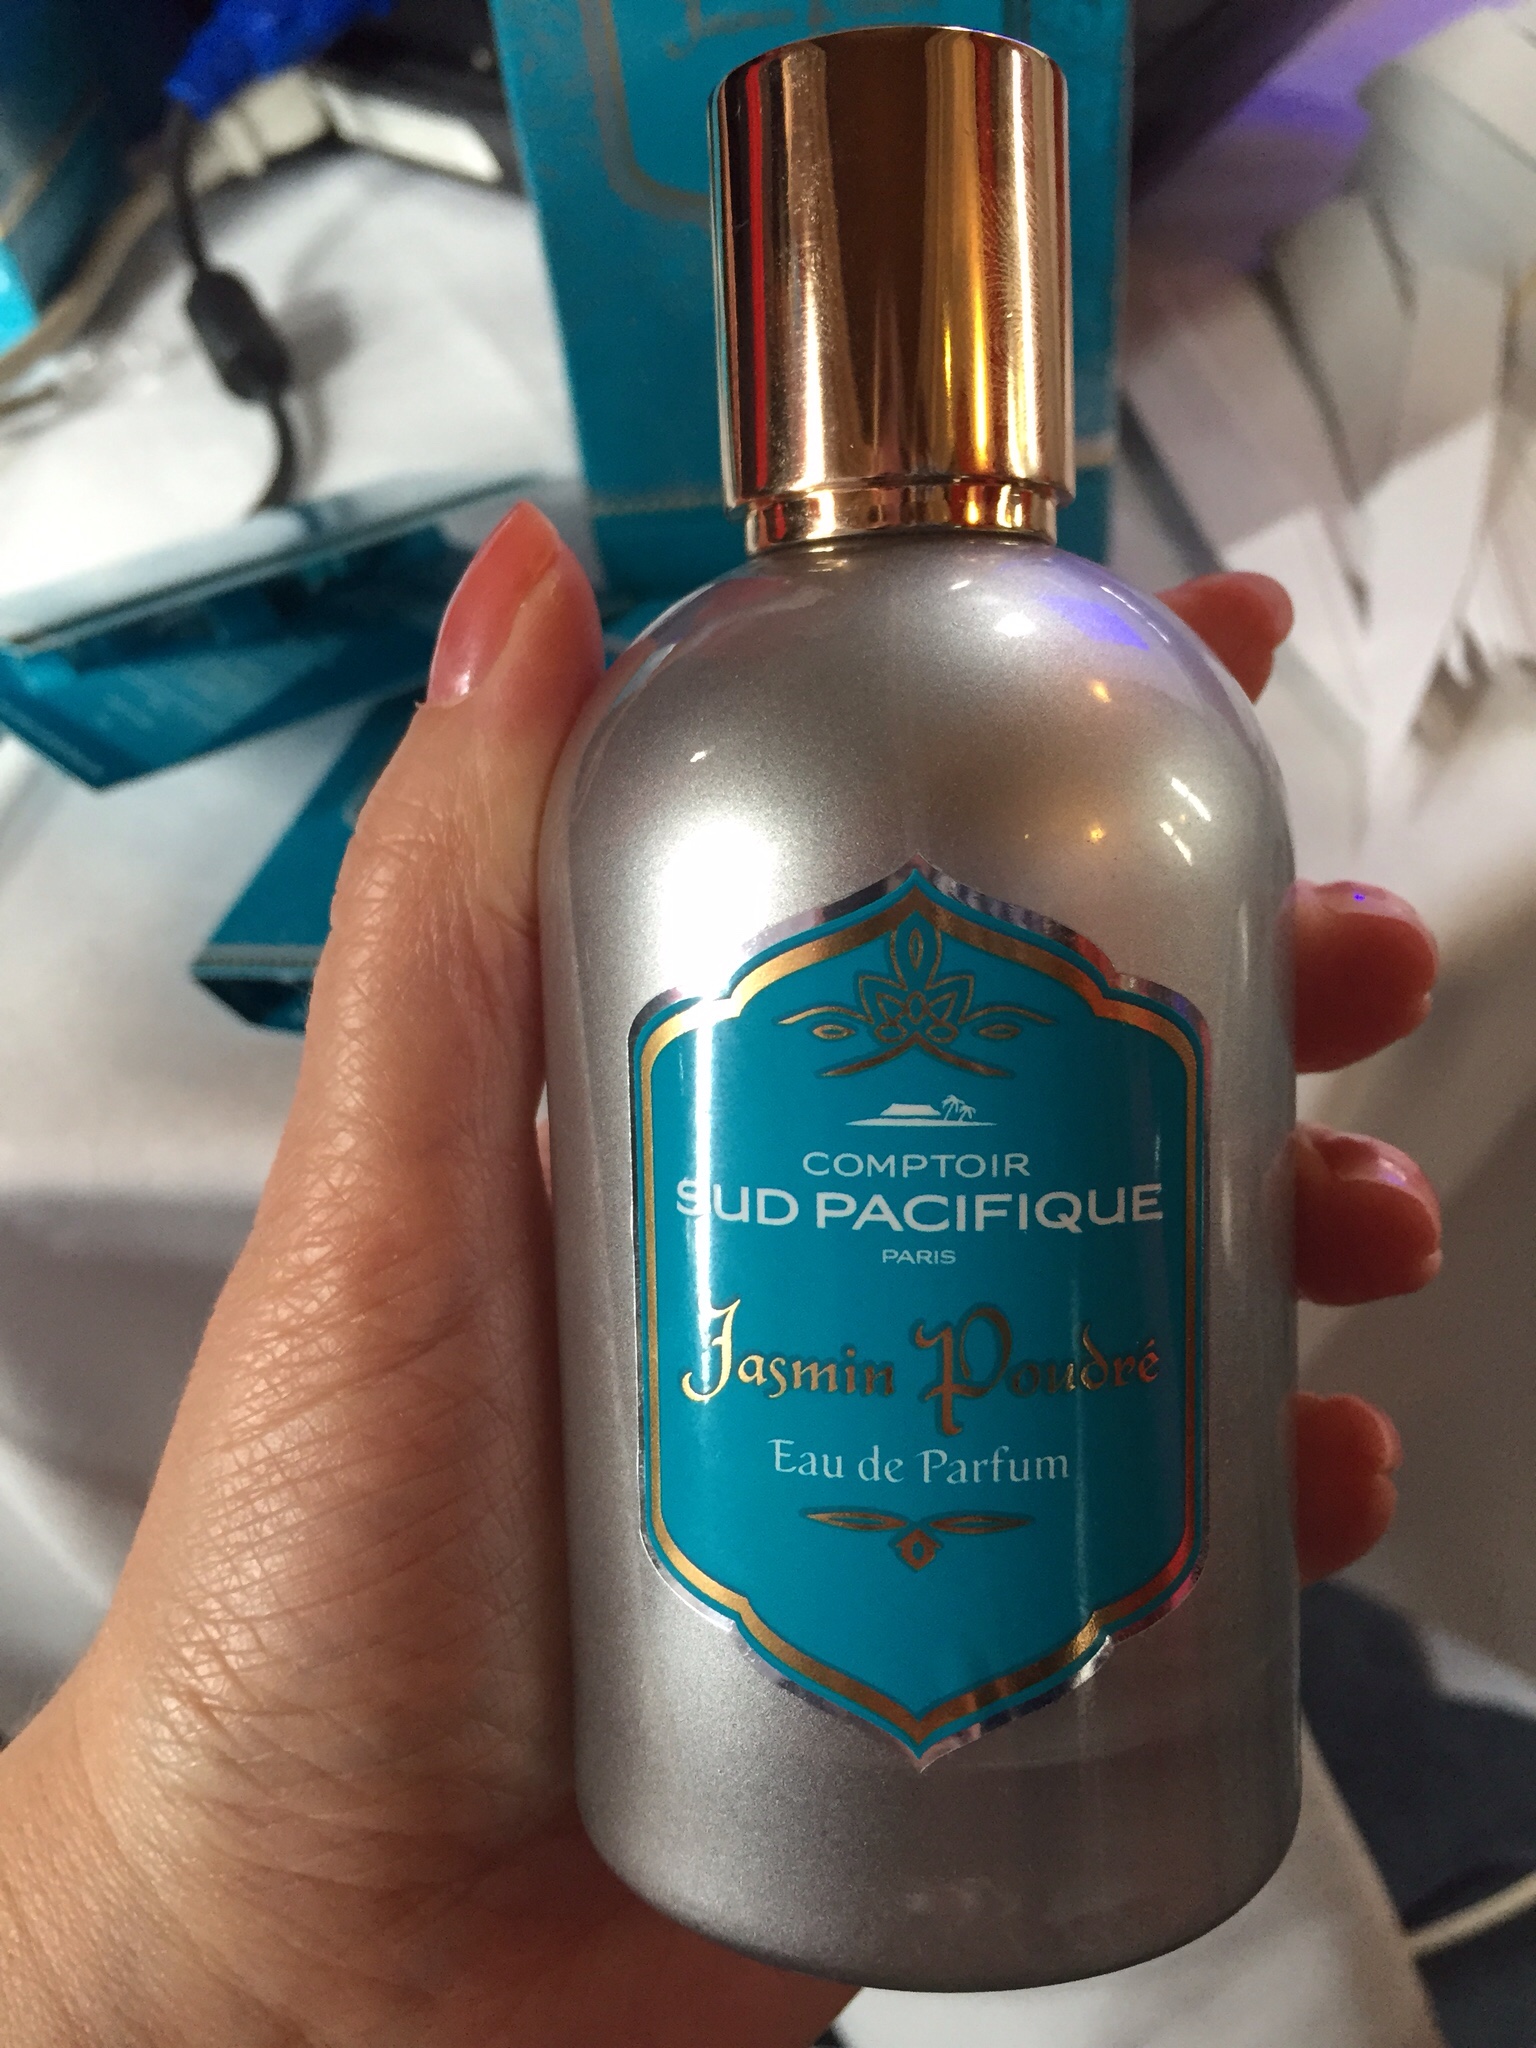 COMPTOIR
SUD PACIFIQUE
PARIS
Jasmin Poudré
Eau de Parfum